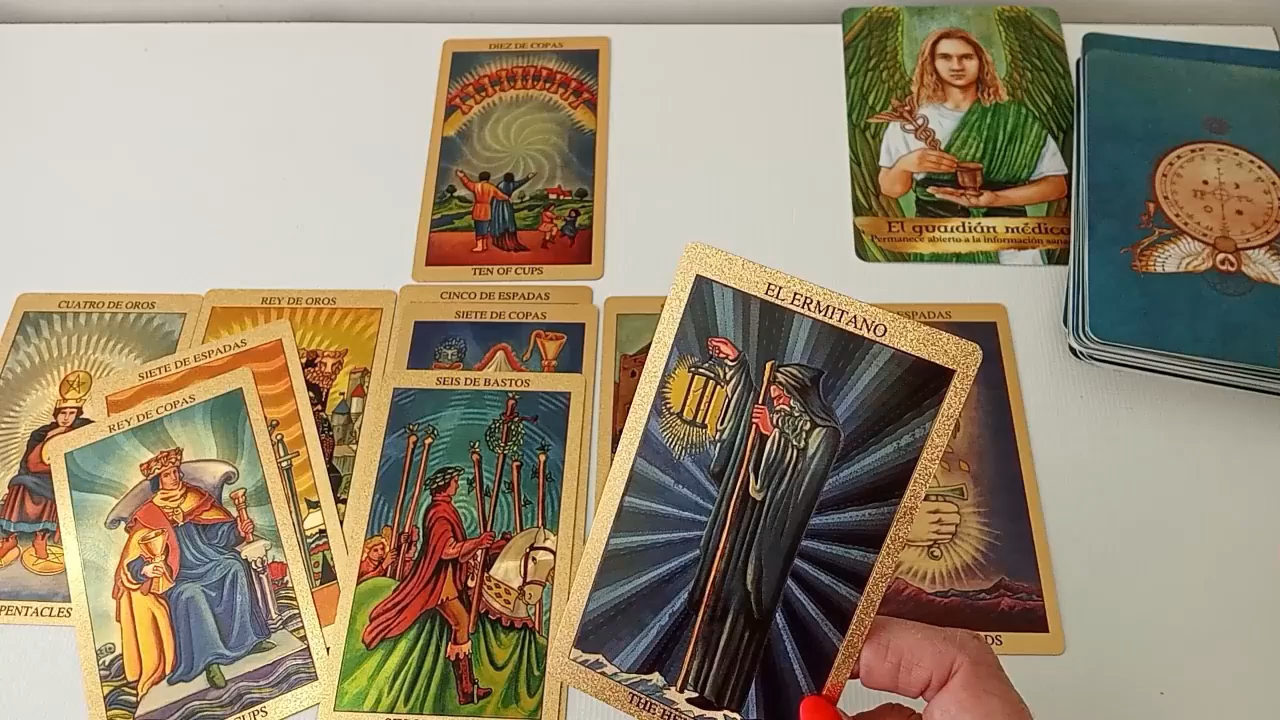 DIEZ DE COPAS
TEN OF CUPS
El guardián médico
Permanece abierto a la información
CUATRO DE OROS
PENTACLES
REY DE OROS
SIETE DE ESPADAS
REY DE COPAS
CUPS
CINCO DE ESPADAS
SIETE DE COPAS
SEIS DE BASTOS
EL ERMITANO
THE
ESPADAS